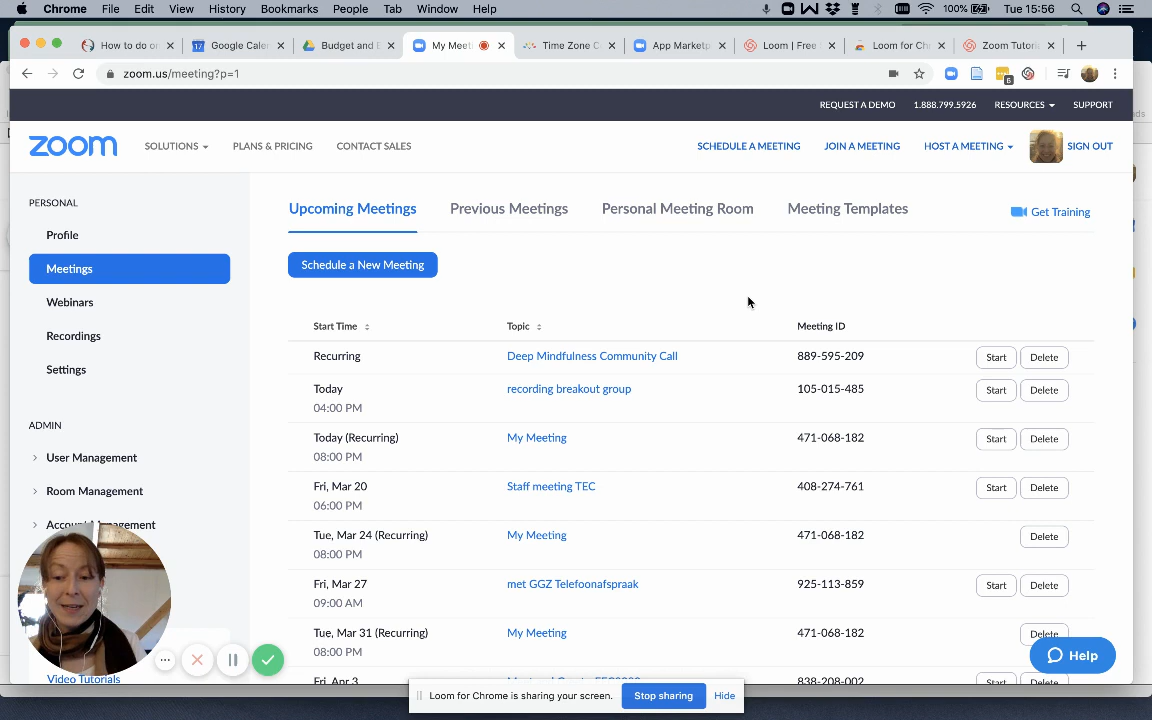 Chrome File Edit View History Bookmarks People Tab Window Help 100% Tue 15:56
How to do or Google Cale Budget and E My Meeti Time Zone C App Marketp Loom | Free Loom for Ch Zoom Tutori
zoom.us/meeting?p=1 6
REQUEST A DEMO 1.888.799.5926 RESOURCES SUPPORT
zoom SOLUTIONS PLANS & PRICING CONTACT SALES SCHEDULE A MEETING JOIN A MEETING HOST A MEETING SIGN OUT
PERSONAL
Profile
Meetings
Webinars
Recordings
Settings
ADMIN
User Management
Room Management
Account Management
Video Tutorials
Upcoming Meetings Previous Meetings Personal Meeting Room Meeting Templates Get Training
Schedule a New Meeting
Start Time Topic Meeting ID
Recurring Deep Mindfulness Community Call 889-595-209 Start Delete
Today recording breakout group 105-015-485 Start Delete
04:00 PM
Today (Recurring) My Meeting 471-068-182 Start Delete
08:00 PM
Fri, Mar 20 Staff meeting TEC 408-274-761 Start Delete
06:00 PM
Tue, Mar 24 (Recurring) My Meeting 471-068-182 Delete
08:00 PM
Fri, Mar 27 met GGZ Telefoonafspraak 925-113-859 Start Delete
09:00 AM
Tue, Mar 31 (Recurring) My Meeting 471-068-182 Delete
08:00 PM
Fri, Apr 3 838-208-002 Start Delete
Help
Loom for Chrome is sharing your screen. Stop sharing Hide